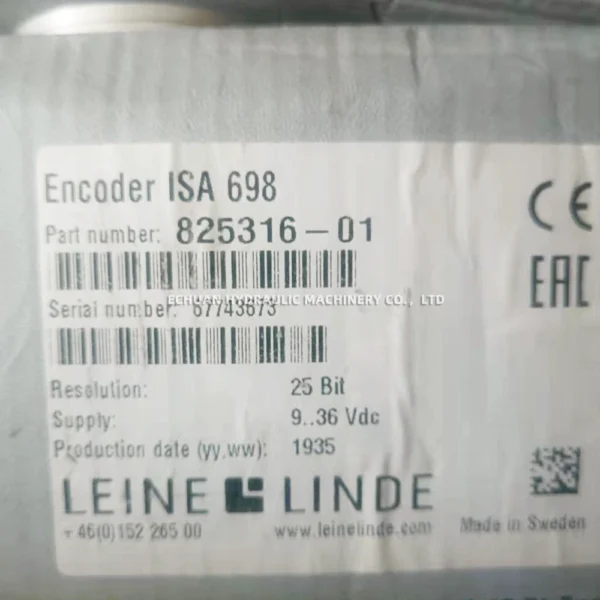 Encoder ISA 698
Part number: 825316-01
ECHUAN HYDRAULIC MACHINERY CO., LTD
Serial number: 67743673
Resolution: 25 Bit
Supply: 9..36 Vdc
Production date (yy,ww): 1935
LEINE LINDE
+46(0)152 265 00 www.leinelinde.com Made in Sweden
CE
EAC